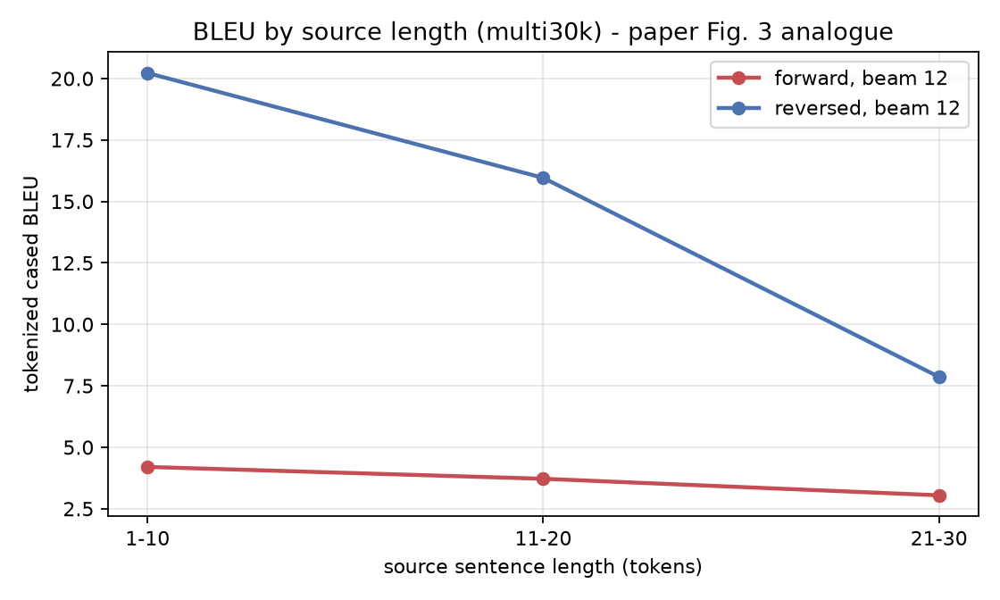 BLEU by source length (multi30k) - paper Fig. 3 analogue
forward, beam 12
reversed, beam 12
tokenized cased BLEU
20.0
17.5
15.0
12.5
10.0
7.5
5.0
2.5
1-10
11-20
21-30
source sentence length (tokens)